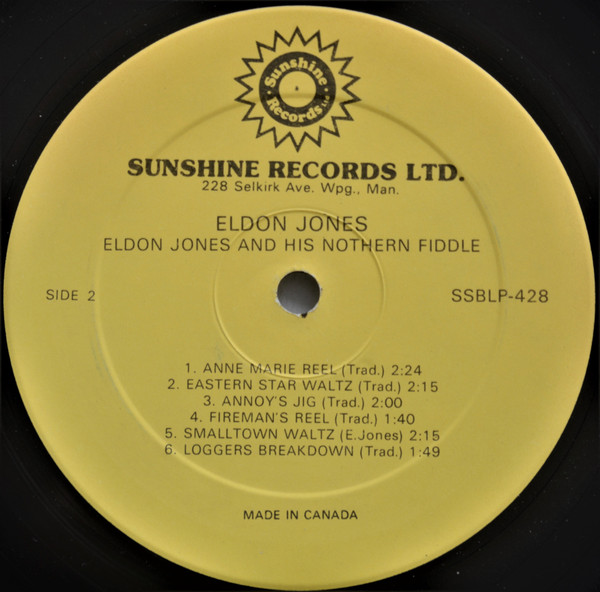 Sunshine
Records Ltd.
SUNSHINE RECORDS LTD.
228 Selkirk Ave. Wpg., Man.
ELDON JONES
ELDON JONES AND HIS NOTHERN FIDDLE
SIDE 2
SSBLP-428
1. ANNE MARIE REEL (Trad.) 2:24
2. EASTERN STAR WALTZ (Trad.) 2:15
3. ANNOY'S JIG (Trad.) 2:00
4. FIREMAN'S REEL (Trad.) 1:40
5. SMALLTOWN WALTZ (E.Jones) 2:15
6. LOGGERS BREAKDOWN (Trad.) 1:49
MADE IN CANADA